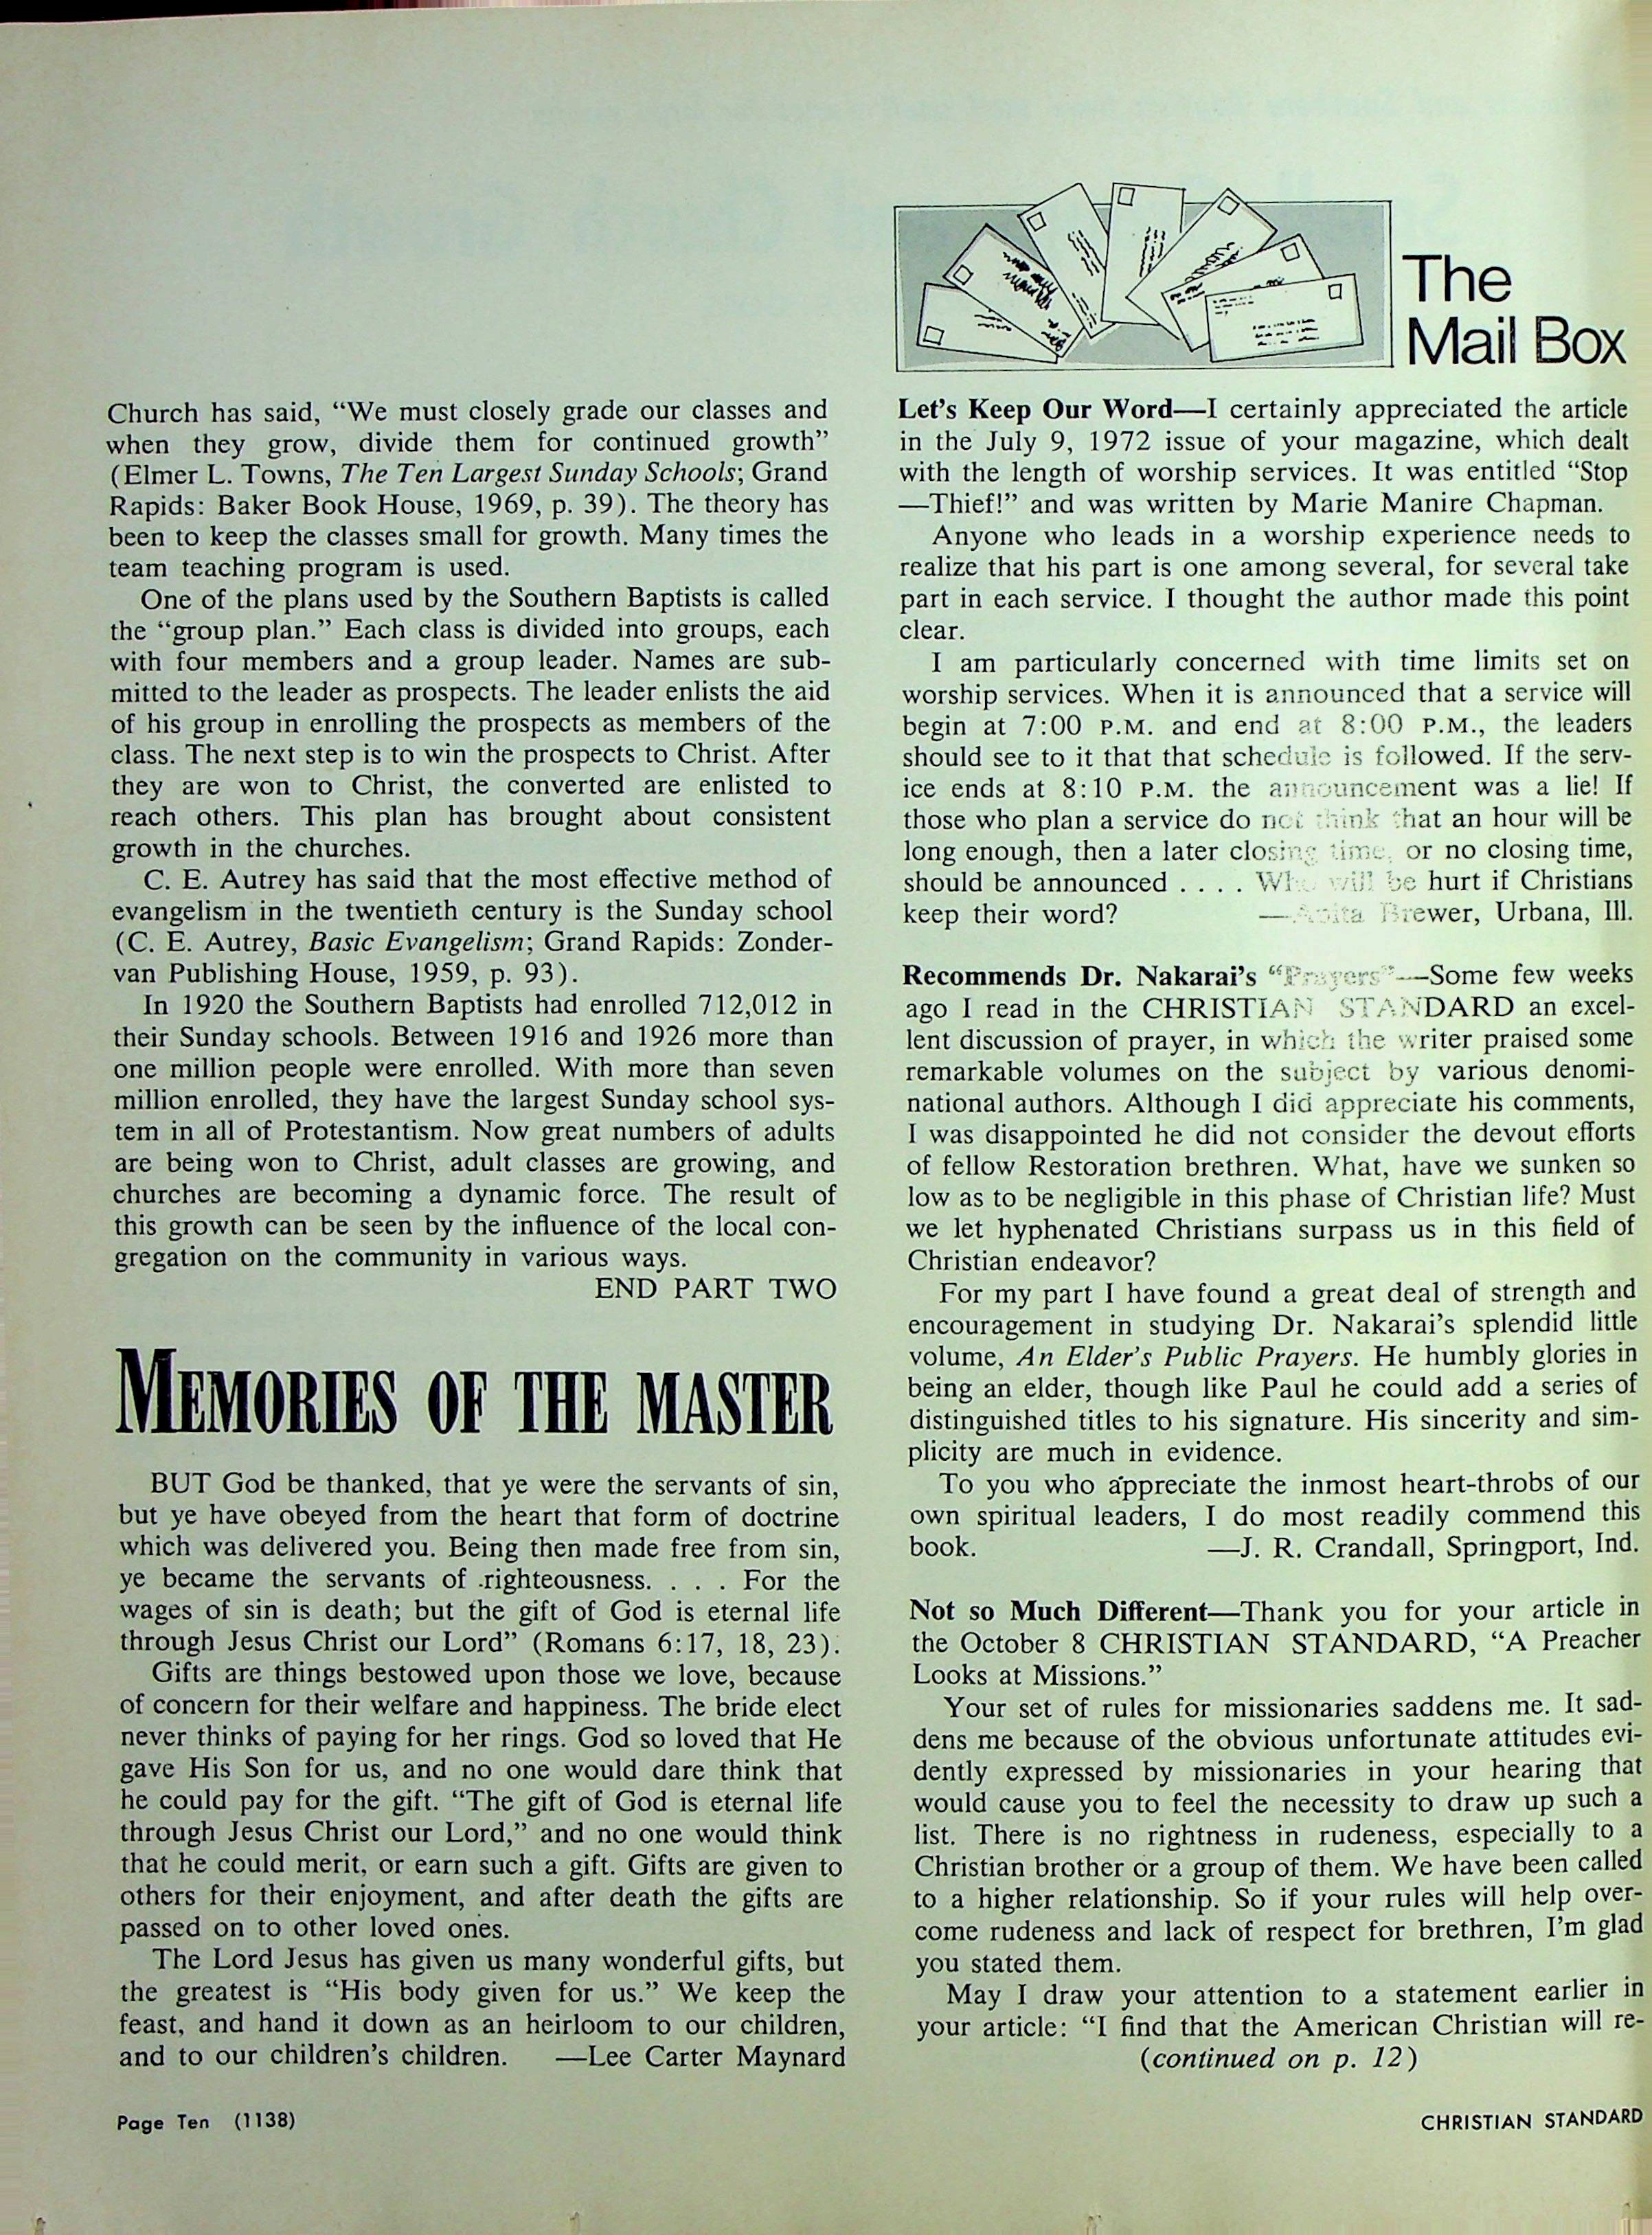 Church has said, “We must closely grade our classes and
when they grow, divide them for continued growth”
(Elmer L. Towns, The Ten Largest Sunday Schools; Grand
Rapids: Baker Book House, 1969, p. 39). The theory has
been to keep the classes small for growth. Many times the
team teaching program is used.
One of the plans used by the Southern Baptists is called
the “group plan.” Each class is divided into groups, each
with four members and a group leader. Names are sub-
mitted to the leader as prospects. The leader enlists the aid
of his group in enrolling the prospects as members of the
class. The next step is to win the prospects to Christ. After
they are won to Christ, the converted are enlisted to
reach others. This plan has brought about consistent
growth in the churches.
C. E. Autrey has said that the most effective method of
evangelism in the twentieth century is the Sunday school
(C. E. Autrey, Basic Evangelism; Grand Rapids: Zonder-
van Publishing House, 1959, p. 93).
In 1920 the Southern Baptists had enrolled 712,012 in
their Sunday schools. Between 1916 and 1926 more than
one million people were enrolled. With more than seven
million enrolled, they have the largest Sunday school sys-
tem in all of Protestantism. Now great numbers of adults
are being won to Christ, adult classes are growing, and
churches are becoming a dynamic force. The result of
this growth can be seen by the influence of the local con-
gregation on the community in various ways.
END PART TWO
MEMORIES OF THE MASTER
BUT God be thanked, that ye were the servants of sin,
but ye have obeyed from the heart that form of doctrine
which was delivered you. Being then made free from sin,
ye became the servants of righteousness. . . . For the
wages of sin is death; but the gift of God is eternal life
through Jesus Christ our Lord” (Romans 6:17, 18, 23).
Gifts are things bestowed upon those we love, because
of concern for their welfare and happiness. The bride elect
never thinks of paying for her rings. God so loved that He
gave His Son for us, and no one would dare think that
he could pay for the gift. “The gift of God is eternal life
through Jesus Christ our Lord,” and no one would think
that he could merit, or earn such a gift. Gifts are given to
others for their enjoyment, and after death the gifts are
passed on to other loved ones.
The Lord Jesus has given us many wonderful gifts, but
the greatest is “His body given for us.” We keep the
feast, and hand it down as an heirloom to our children,
and to our children’s children. —Lee Carter Maynard
The
Mail Box
Let’s Keep Our Word—I certainly appreciated the article
in the July 9, 1972 issue of your magazine, which dealt
with the length of worship services. It was entitled “Stop
—Thief!” and was written by Marie Manire Chapman.
Anyone who leads in a worship experience needs to
realize that his part is one among several, for several take
part in each service. I thought the author made this point
clear.
I am particularly concerned with time limits set on
worship services. When it is announced that a service will
begin at 7:00 P.M. and end at 8:00 P.M., the leaders
should see to it that that schedule is followed. If the serv-
ice ends at 8:10 P.M. the announcement was a lie! If
those who plan a service do not think that an hour will be
long enough, then a later closing time, or no closing time,
should be announced . . . . Who will be hurt if Christians
keep their word? —Anita Brewer, Urbana, Ill.
Recommends Dr. Nakarai’s “Prayers”—Some few weeks
ago I read in the CHRISTIAN STANDARD an excel-
lent discussion of prayer, in which the writer praised some
remarkable volumes on the subject by various denomi-
national authors. Although I did appreciate his comments,
I was disappointed he did not consider the devout efforts
of fellow Restoration brethren. What, have we sunken so
low as to be negligible in this phase of Christian life? Must
we let hyphenated Christians surpass us in this field of
Christian endeavor?
For my part I have found a great deal of strength and
encouragement in studying Dr. Nakarai’s splendid little
volume, An Elder’s Public Prayers. He humbly glories in
being an elder, though like Paul he could add a series of
distinguished titles to his signature. His sincerity and sim-
plicity are much in evidence.
To you who appreciate the inmost heart-throbs of our
own spiritual leaders, I do most readily commend this
book. —J. R. Crandall, Springport, Ind.
Not so Much Different—Thank you for your article in
the October 8 CHRISTIAN STANDARD, “A Preacher
Looks at Missions.”
Your set of rules for missionaries saddens me. It sad-
dens me because of the obvious unfortunate attitudes evi-
dently expressed by missionaries in your hearing that
would cause you to feel the necessity to draw up such a
list. There is no rightness in rudeness, especially to a
Christian brother or a group of them. We have been called
to a higher relationship. So if your rules will help over-
come rudeness and lack of respect for brethren, I’m glad
you stated them.
May I draw your attention to a statement earlier in
your article: “I find that the American Christian will re-
(continued on p. 12)
Page Ten (1138)
CHRISTIAN STANDARD